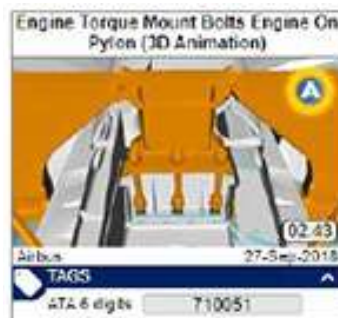 Engine Torque Mount Bolts Engine On
Pylon (3D Animation)
A
02:43
Airbus
27-Sep-2018
TAGS
ATA 6 digits
710051